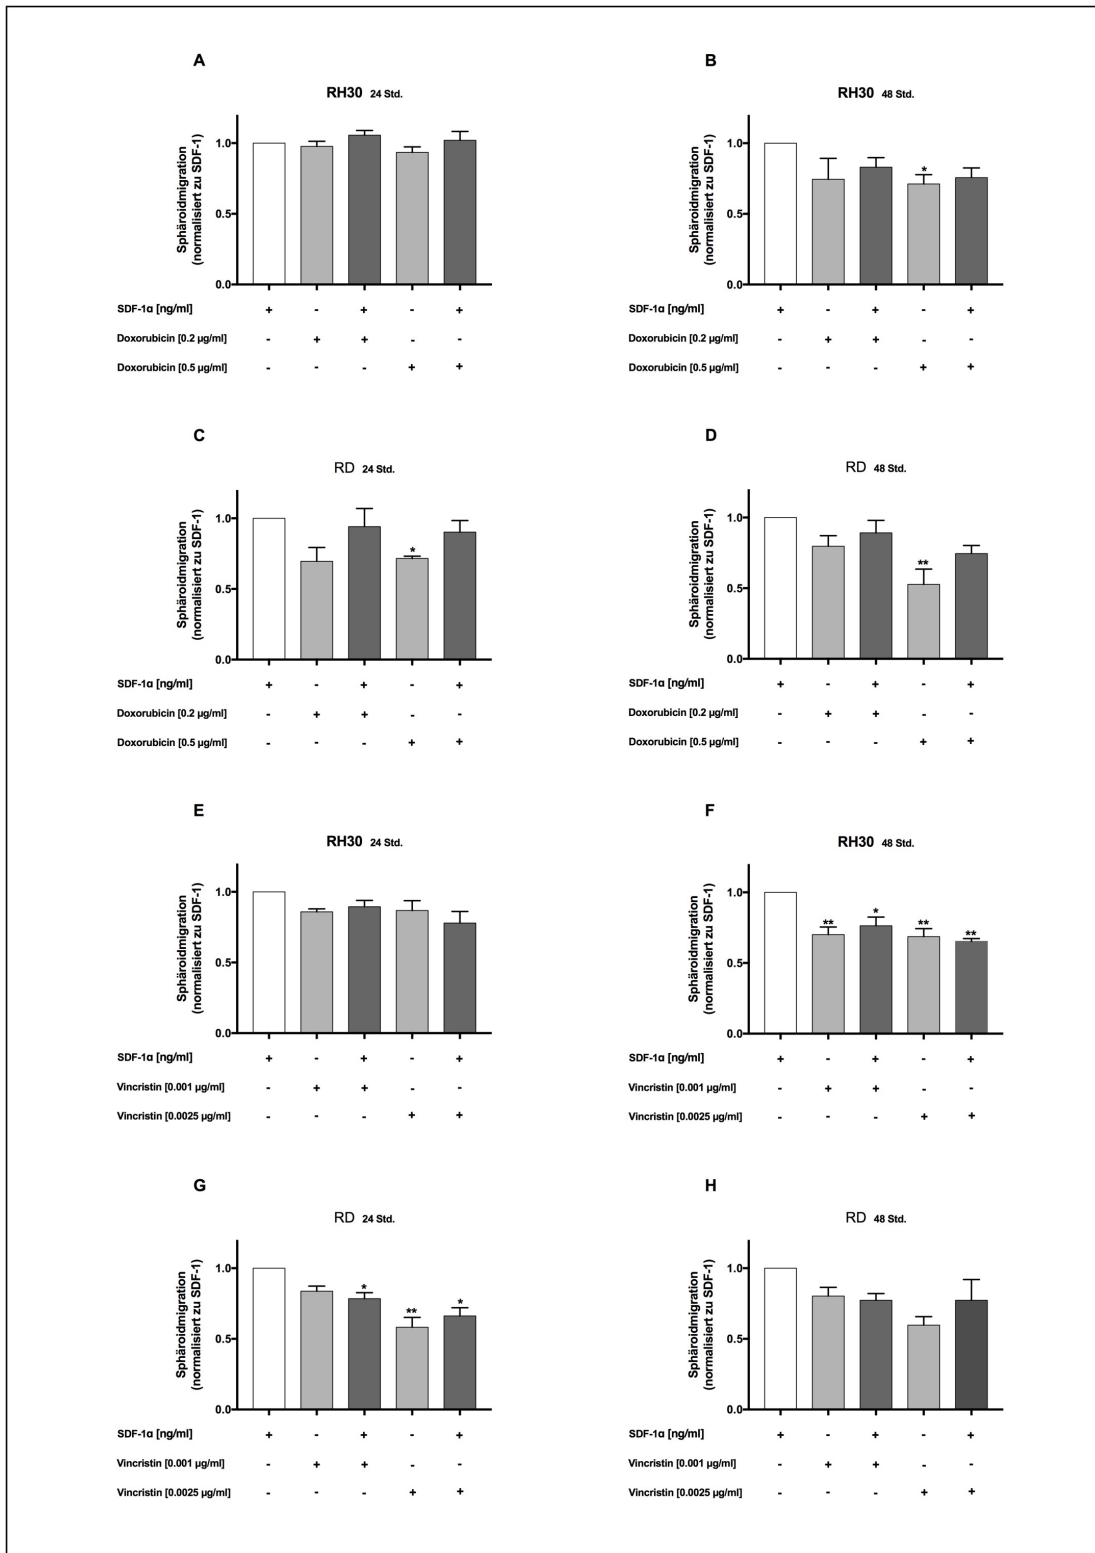 A
RH30 24 Std.
Sphäroidmigration
(normalisiert zu SDF-1)
1.0
0.5
0.0
SDF-1α [ng/ml] + - + - +
Doxorubicin [0.2 µg/ml] - + + - -
Doxorubicin [0.5 µg/ml] - - - + +
B
RH30 48 Std.
Sphäroidmigration
(normalisiert zu SDF-1)
1.0
0.5
0.0
*
SDF-1α [ng/ml] + - + - +
Doxorubicin [0.2 µg/ml] - + + - -
Doxorubicin [0.5 µg/ml] - - - + +
C
RD 24 Std.
Sphäroidmigration
(normalisiert zu SDF-1)
1.0
0.5
0.0
*
SDF-1α [ng/ml] + - + - +
Doxorubicin [0.2 µg/ml] - + + - -
Doxorubicin [0.5 µg/ml] - - - + +
D
RD 48 Std.
Sphäroidmigration
(normalisiert zu SDF-1)
1.0
0.5
0.0
**
SDF-1α [ng/ml] + - + - +
Doxorubicin [0.2 µg/ml] - + + - -
Doxorubicin [0.5 µg/ml] - - - + +
E
RH30 24 Std.
Sphäroidmigration
(normalisiert zu SDF-1)
1.0
0.5
0.0
SDF-1α [ng/ml] + - + - +
Vincristin [0.001 µg/ml] - + + - -
Vincristin [0.0025 µg/ml] - - - + +
F
RH30 48 Std.
Sphäroidmigration
(normalisiert zu SDF-1)
1.0
0.5
0.0
** * ** **
SDF-1α [ng/ml] + - + - +
Vincristin [0.001 µg/ml] - + + - -
Vincristin [0.0025 µg/ml] - - - + +
G
RD 24 Std.
Sphäroidmigration
(normalisiert zu SDF-1)
1.0
0.5
0.0
* ** *
SDF-1α [ng/ml] + - + - +
Vincristin [0.001 µg/ml] - + + - -
Vincristin [0.0025 µg/ml] - - - + +
H
RD 48 Std.
Sphäroidmigration
(normalisiert zu SDF-1)
1.0
0.5
0.0
SDF-1α [ng/ml] + - + - +
Vincristin [0.001 µg/ml] - + + - -
Vincristin [0.0025 µg/ml] - - - + +